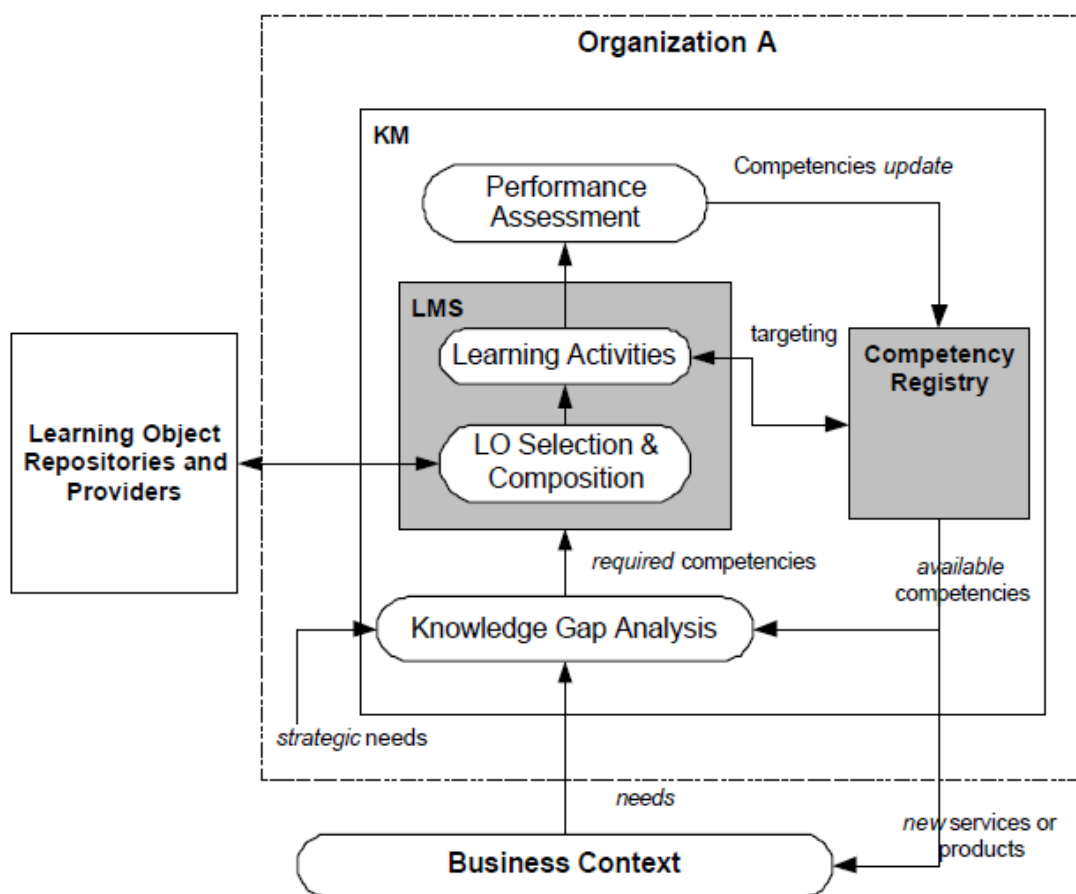 Organization A
KM
Performance
Assessment
Competencies update
LMS
Learning Activities
targeting
Competency
Registry
Learning Object
Repositories and
Providers
LO Selection &
Composition
required competencies
available
competencies
Knowledge Gap Analysis
strategic needs
needs
new services or
products
Business Context